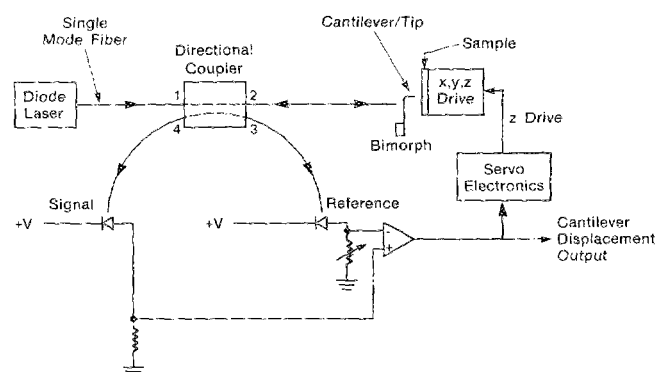 Single
Mode Fiber
Directional
Coupler
Cantilever/Tip
Sample
Diode
Laser
1
2
4
3
x,y,z
Drive
z Drive
Bimorph
Servo
Electronics
Signal
Reference
+V
+V
-
+
Cantilever
Displacement
Output